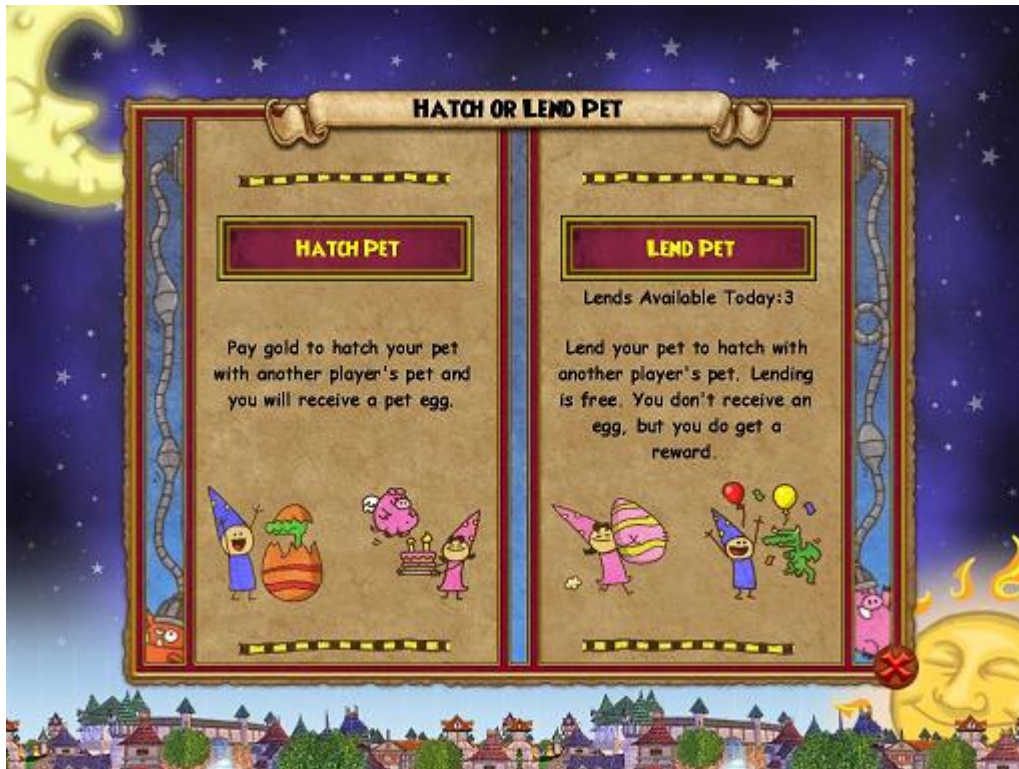 HATCH OR LEND PET
HATCH PET
Pay gold to hatch your pet
with another player's pet and
you will receive a pet egg.
LEND PET
Lends Available Today:3
Lend your pet to hatch with
another player's pet. Lending
is free. You don't receive an
egg, but you do get a
reward.